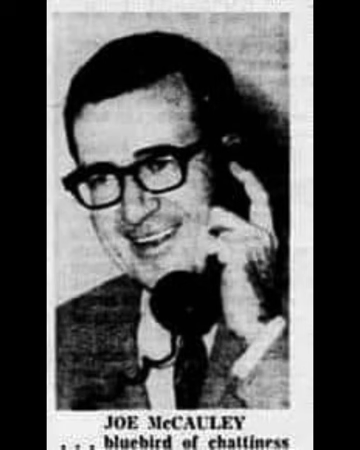 JOE McCAULEY
. . . bluebird of chattiness